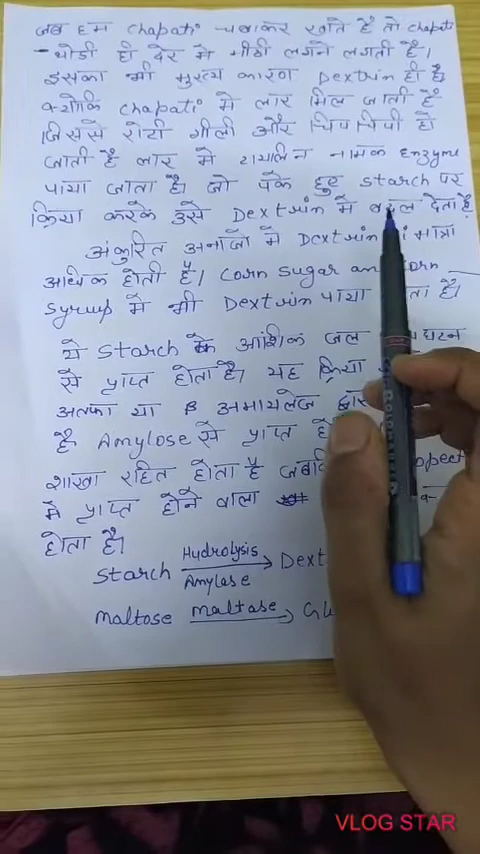 जब हम chapati चबाकर खाते है तो chapati
थोडी ही देर मे मीठी लगने लगती है।
इसका भी मुख्य कारण Dextrin ही है
क्योकि chapati मे लार मिल जाती है
जिससे रोटी गीली और चिपचिपी हो
जाती है लार मे टायलिन नामक Enzyme
पाया जाता है। जो पके हुए starch पर
क्रिया करके उसे Dextrin मे बदल देता है
अंकुरित अनाजो मे Dextrin मात्रा
अधिक होती है। corn sugar an
syrup मे भी Dextrin पाया है।
ये starch के आंशिक जल घटन
से प्राप्त होता है। यह क्रिया
अल्फा या β अमायलेज द्वार
है Amylose से प्राप्त
शाखा रहित होता है
मे प्राप्त होने वाला
होता है।
starch Hydrolysis Amylase Dext
maltose maltase Glu
VLOG STAR